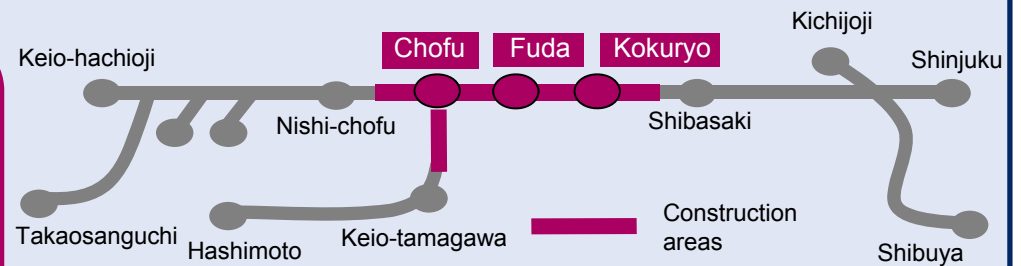 Kichijoji
Chofu
Fuda
Kokuryo
Keio-hachioji
Shinjuku
Nishi-chofu
Shibasaki
Takaosanguchi
Hashimoto
Keio-tamagawa
Construction
areas
Shibuya